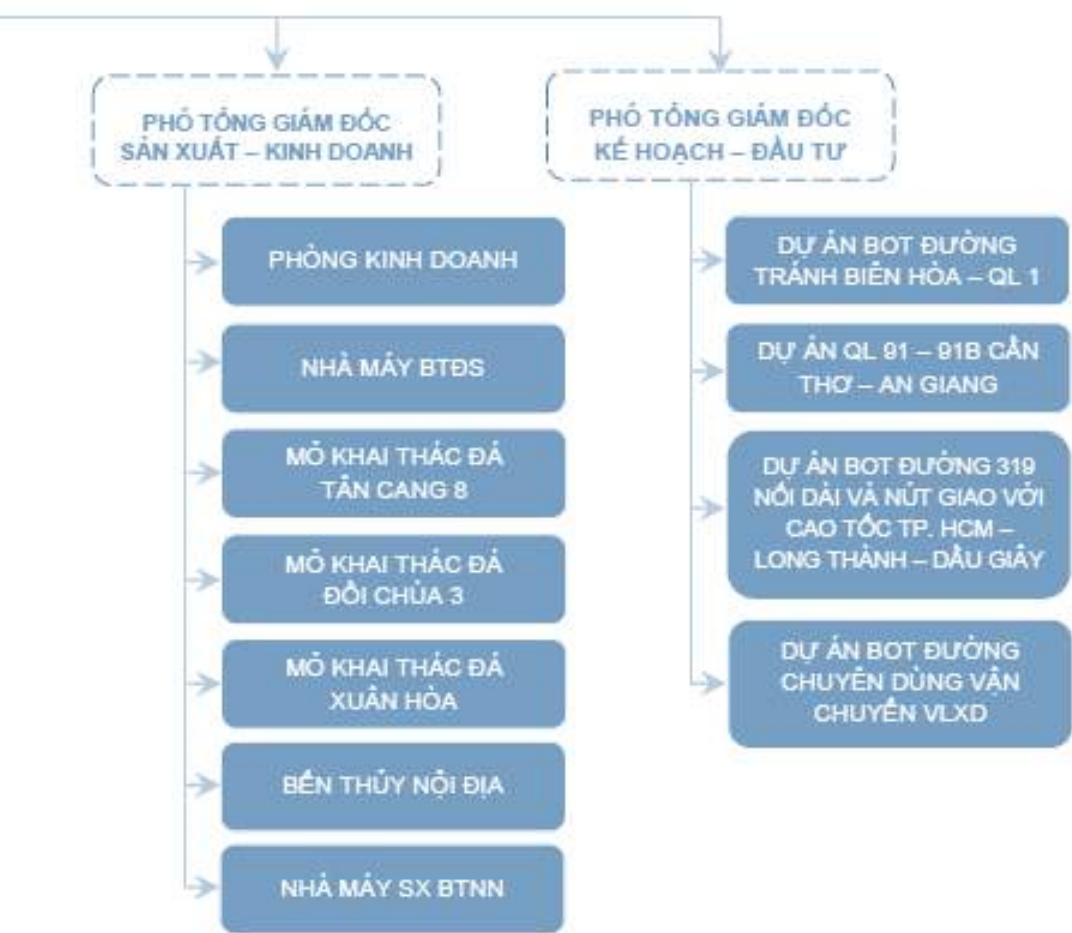 PHÓ TỔNG GIÁM ĐỐC
SẢN XUẤT – KINH DOANH
PHÒNG KINH DOANH
NHÀ MÁY BTĐS
MỎ KHAI THÁC ĐÁ
TÂN CANG 8
MỎ KHAI THÁC ĐÁ
ĐỒI CHÙA 3
MỎ KHAI THÁC ĐÁ
XUÂN HÒA
BẾN THỦY NỘI ĐỊA
NHÀ MÁY SX BTNN
PHÓ TỔNG GIÁM ĐỐC
KẾ HOẠCH – ĐẦU TƯ
DỰ ÁN BOT ĐƯỜNG
TRÁNH BIÊN HÒA – QL 1
DỰ ÁN QL 91 – 91B CẦN
THƠ – AN GIANG
DỰ ÁN BOT ĐƯỜNG 319
NỐI DÀI VÀ NÚT GIAO VỚI
CAO TỐC TP. HCM –
LONG THÀNH – DẦU GIÂY
DỰ ÁN BOT ĐƯỜNG
CHUYÊN DÙNG VẬN
CHUYỂN VLXD